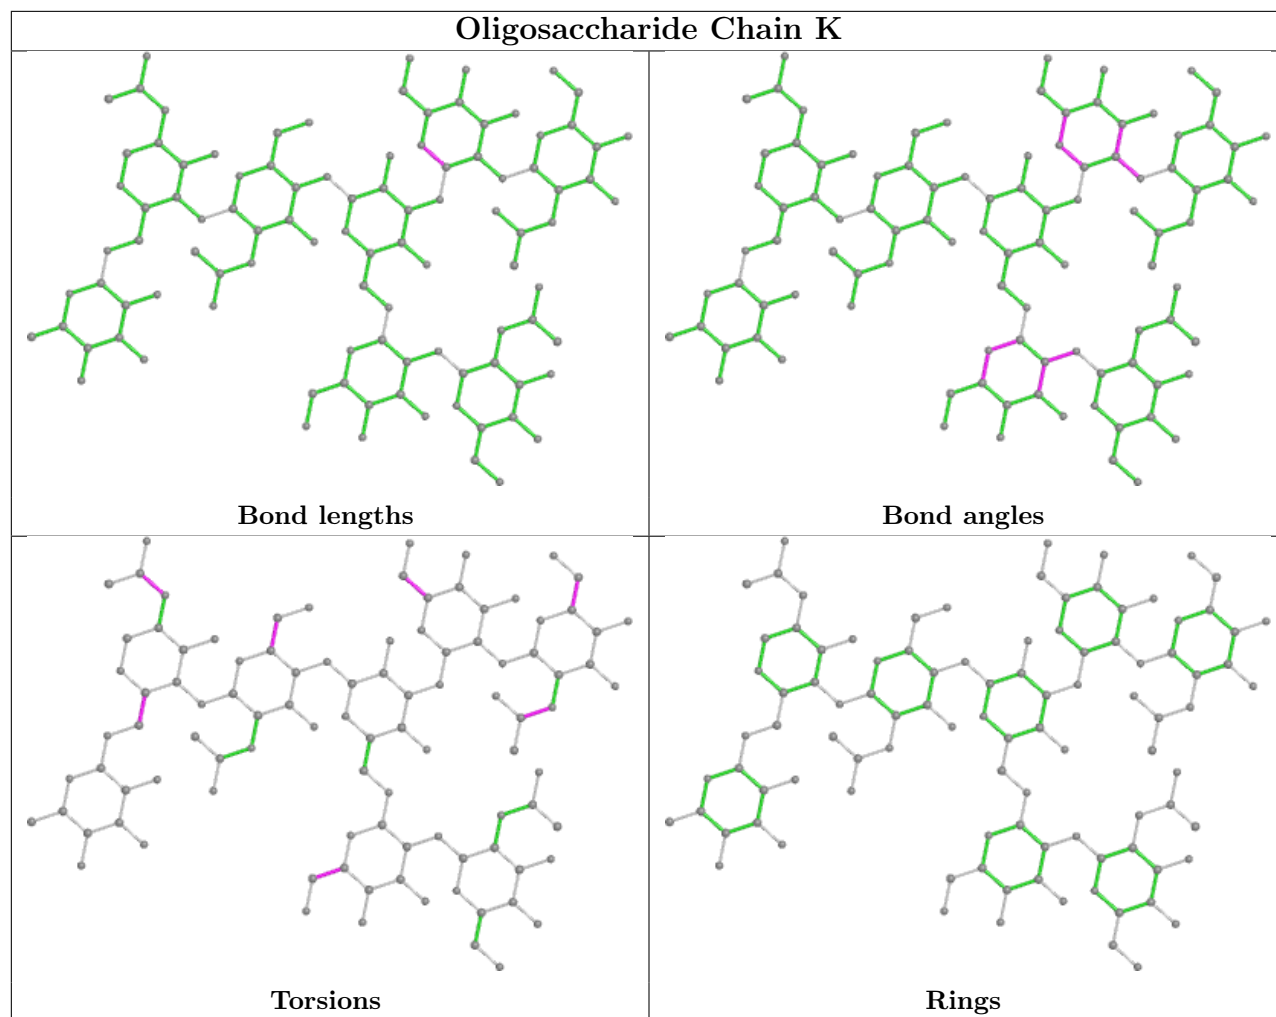 Oligosaccharide Chain K
Bond lengths
Bond angles
Torsions
Rings